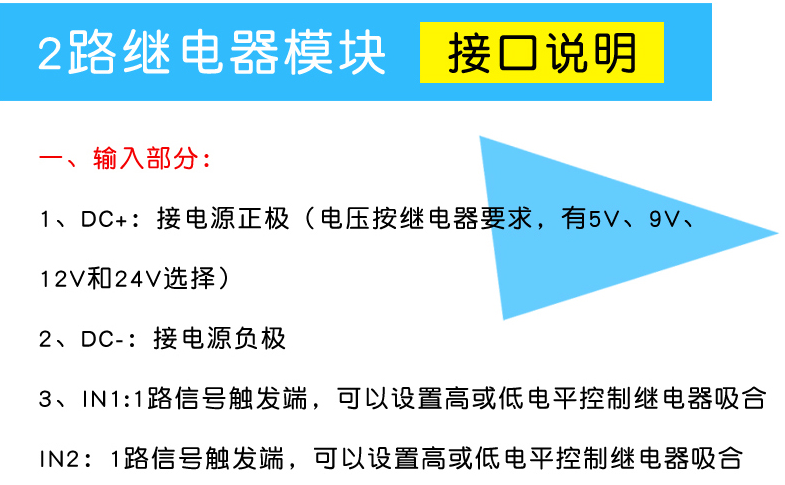 2路继电器模块 接口说明
一、输入部分：
1、DC+：接电源正极（电压按继电器要求，有5V、9V、
12V和24V选择）
2、DC-：接电源负极
3、IN1:1路信号触发端，可以设置高或低电平控制继电器吸合
IN2：1路信号触发端，可以设置高或低电平控制继电器吸合